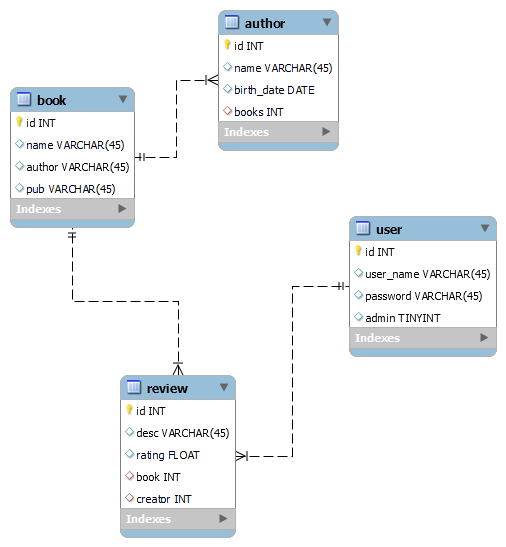 author
id INT
name VARCHAR(45)
birth_date DATE
books INT
Indexes
book
id INT
name VARCHAR(45)
author VARCHAR(45)
pub VARCHAR(45)
Indexes
user
id INT
user_name VARCHAR(45)
password VARCHAR(45)
admin TINYINT
Indexes
review
id INT
desc VARCHAR(45)
rating FLOAT
book INT
creator INT
Indexes